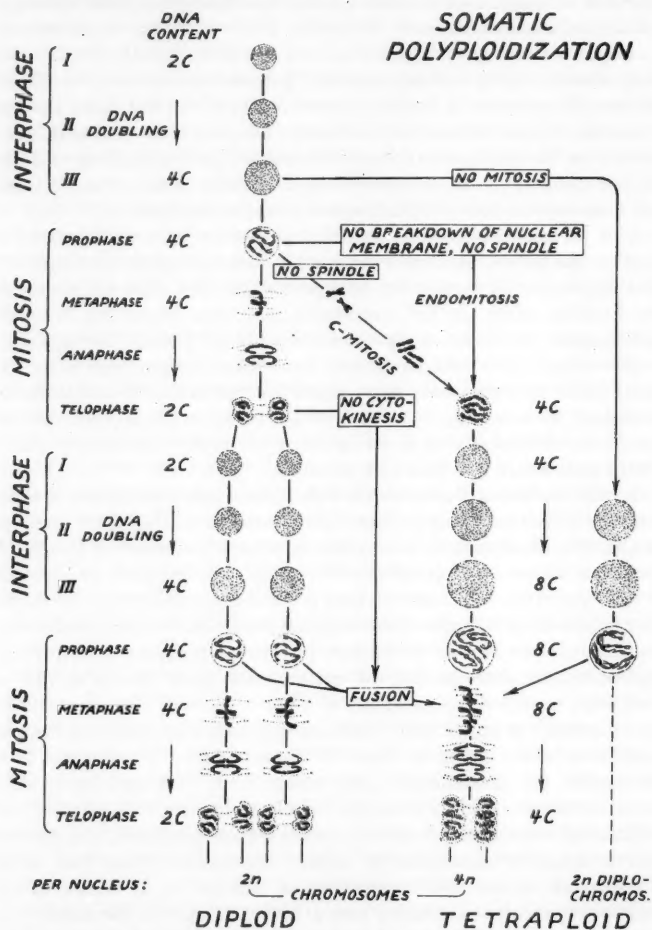 DNA CONTENT
SOMATIC POLYPLOIDIZATION
INTERPHASE
I 2C
II DNA DOUBLING
III 4C
NO MITOSIS
MITOSIS
PROPHASE 4C
NO BREAKDOWN OF NUCLEAR MEMBRANE, NO SPINDLE
NO SPINDLE
METAPHASE 4C
ENDOMITOSIS
C-MITOSIS
ANAPHASE
TELOPHASE 2C
NO CYTO-
KINESIS
4C
INTERPHASE
I 2C
4C
II DNA DOUBLING
III 4C
8C
MITOSIS
PROPHASE 4C
8C
METAPHASE 4C
FUSION
8C
ANAPHASE
TELOPHASE 2C
4C
PER NUCLEUS:
2n
CHROMOSOMES
4n
2n DIPLO-
CHROMOS.
DIPLOID
TETRAPLOID